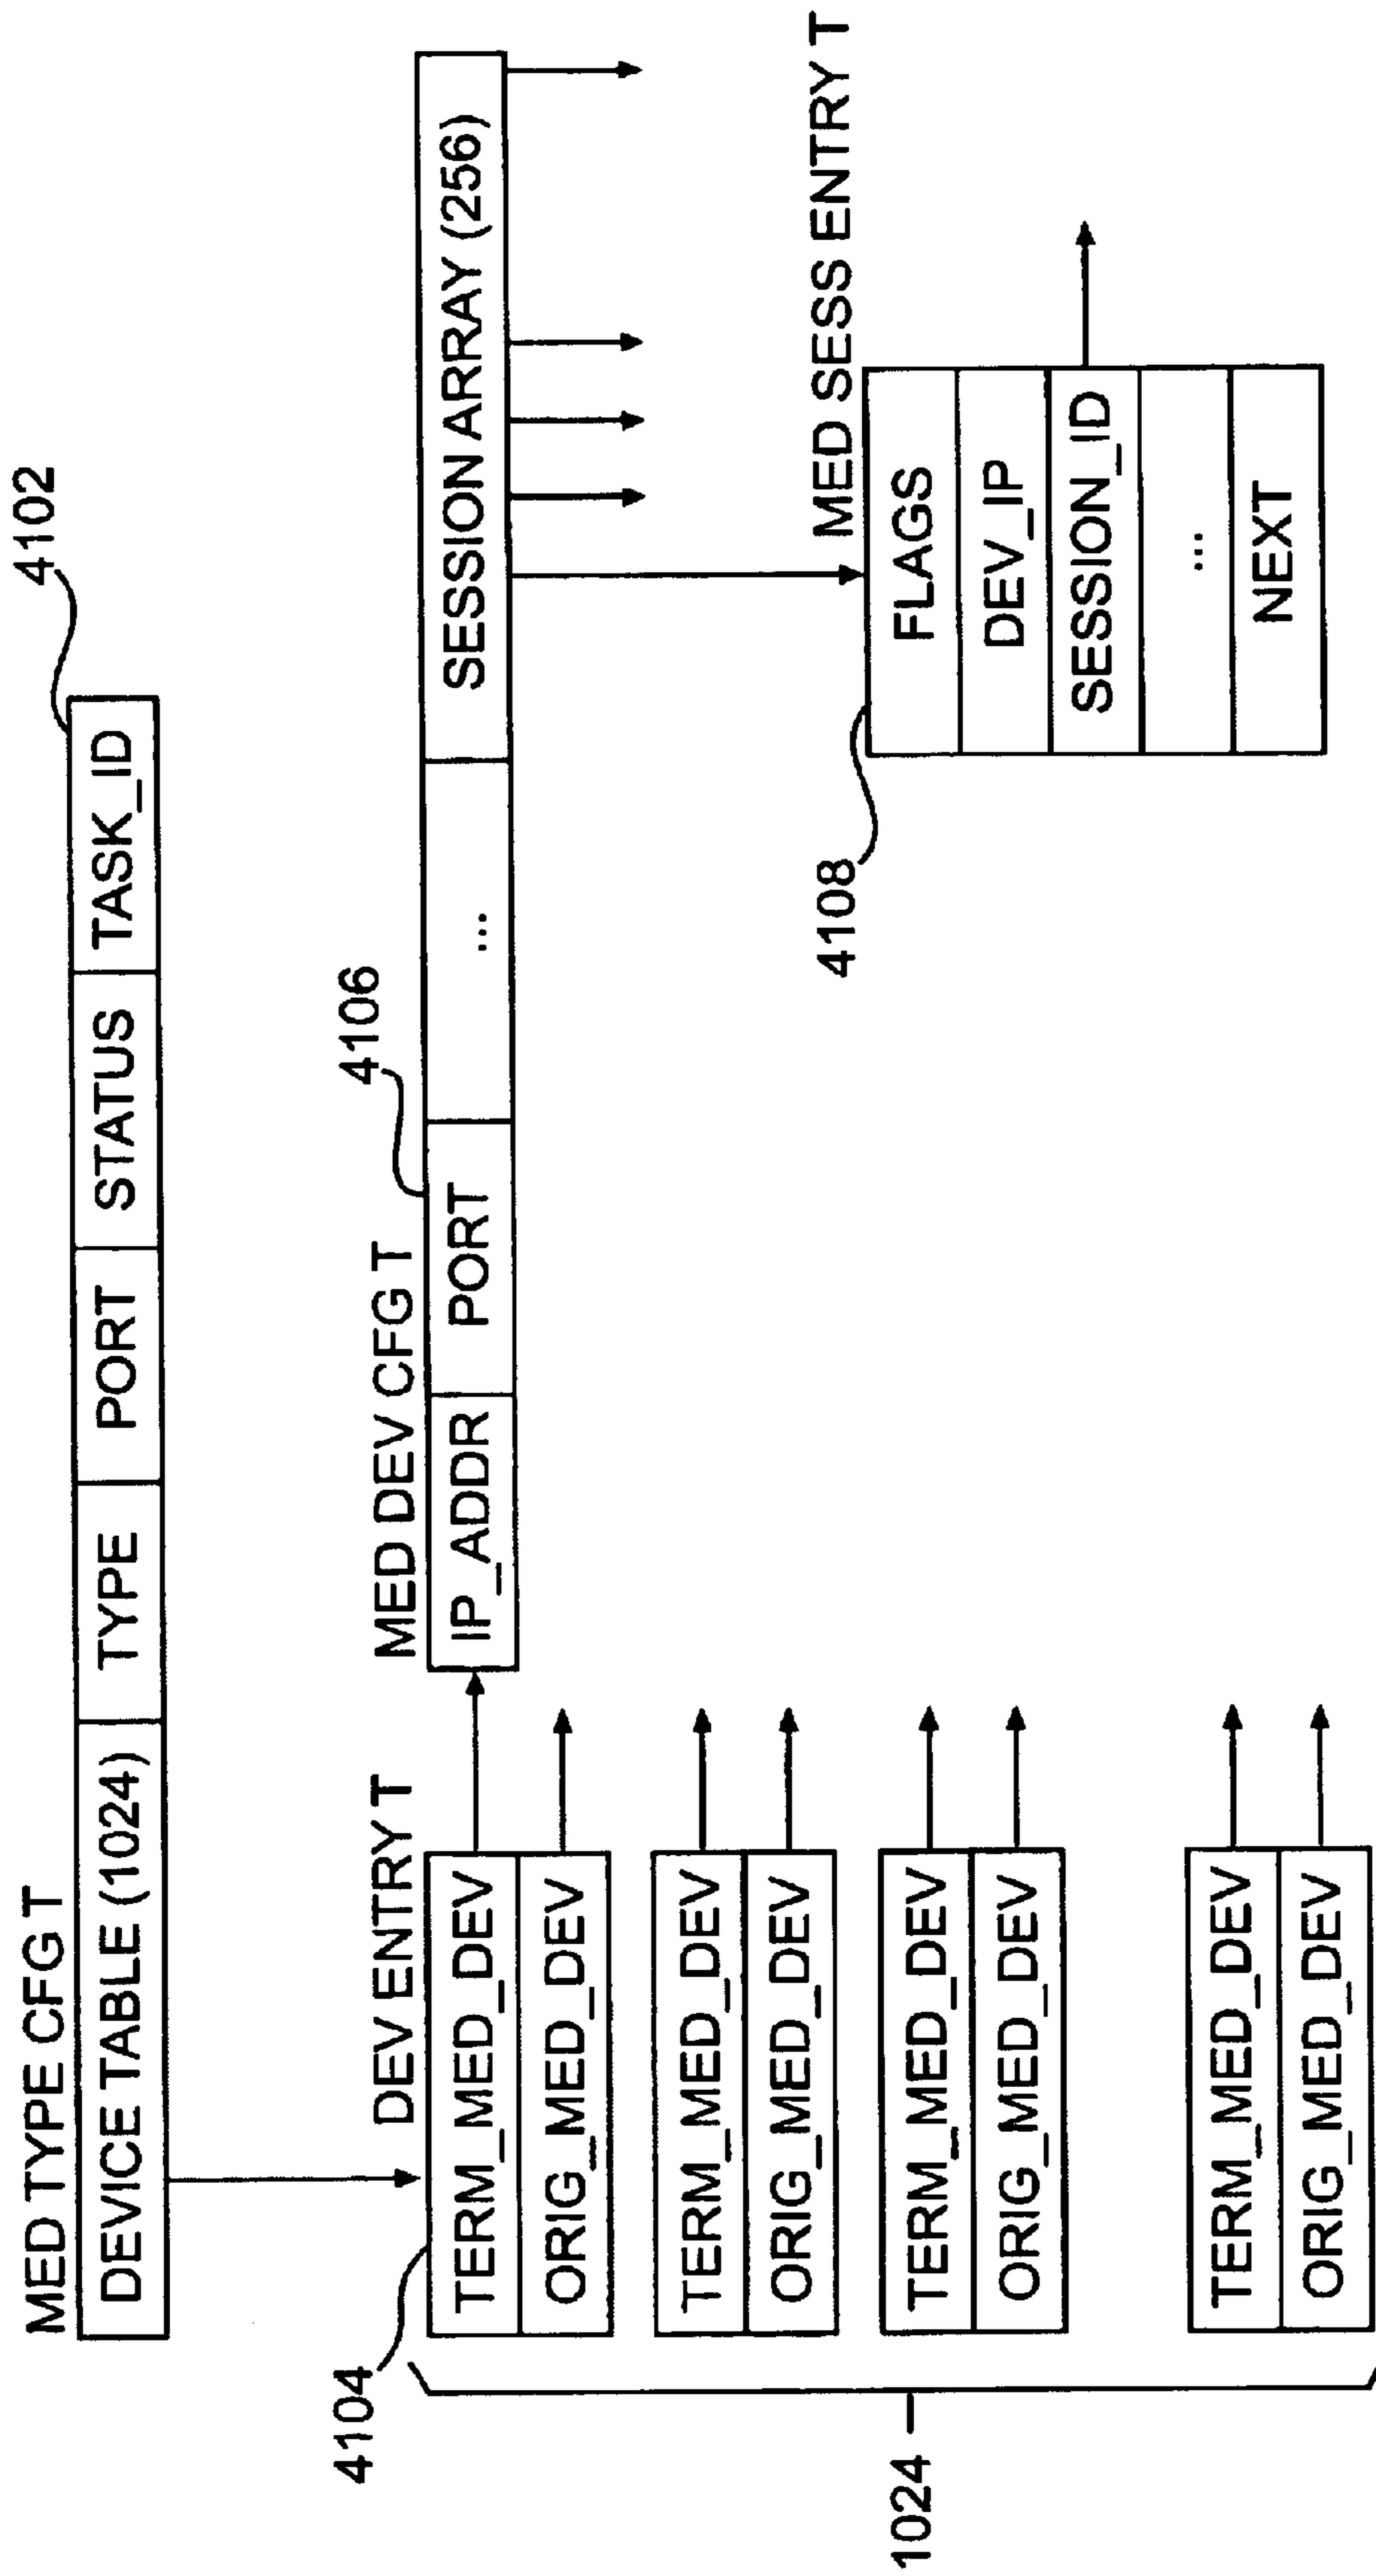 MED TYPE CFG T
4102
DEVICE TABLE (1024) TYPE PORT STATUS TASK_ID
4104
DEV ENTRY T
TERM_MED_DEV
ORIG_MED_DEV
TERM_MED_DEV
ORIG_MED_DEV
TERM_MED_DEV
ORIG_MED_DEV
TERM_MED_DEV
ORIG_MED_DEV
1024
MED DEV CFG T
4106
IP_ADDR PORT ... SESSION ARRAY (256)
4108
MED SESS ENTRY T
FLAGS
DEV_IP
SESSION_ID
...
NEXT